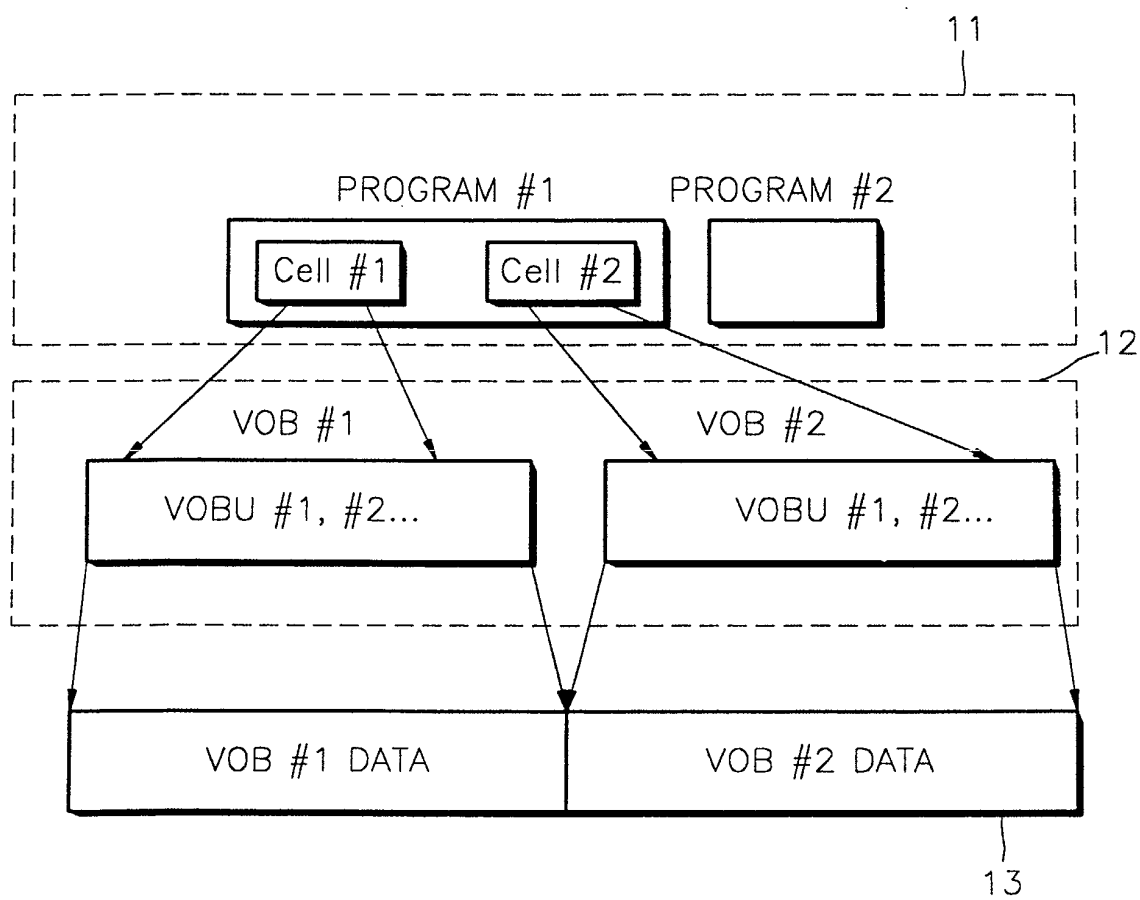 11
PROGRAM #1 PROGRAM #2
Cell #1 Cell #2
12
VOB #1 VOB #2
VOBU #1, #2... VOBU #1, #2...
VOB #1 DATA VOB #2 DATA
13